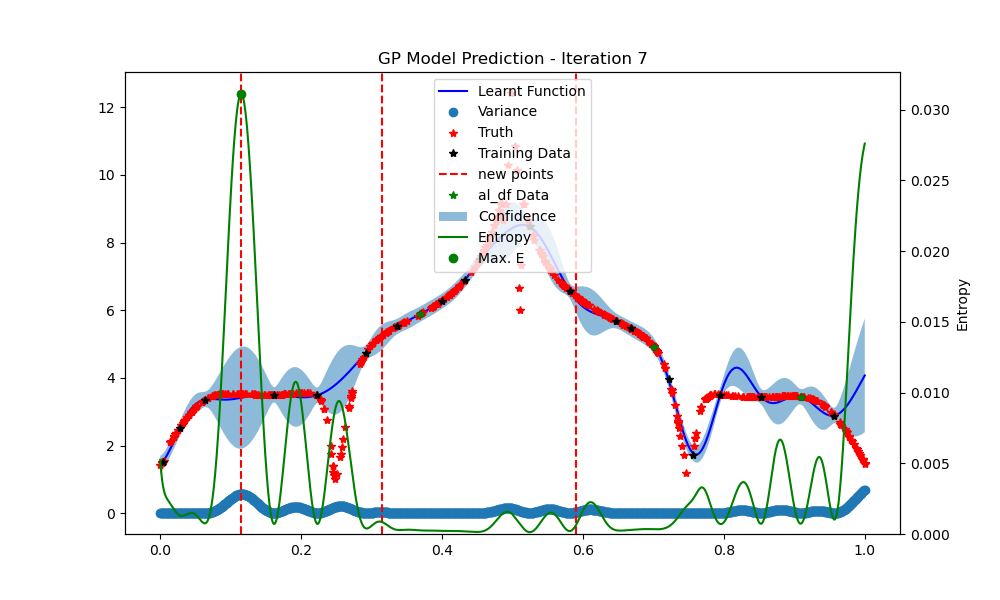 GP Model Prediction - Iteration 7
Learnt Function
Variance
Truth
Training Data
new points
al_df Data
Confidence
Entropy
Max. E
12
10
8
6
4
2
0
0.030
0.025
0.020
0.015
0.010
0.005
0.000
Entropy
0.0
0.2
0.4
0.6
0.8
1.0